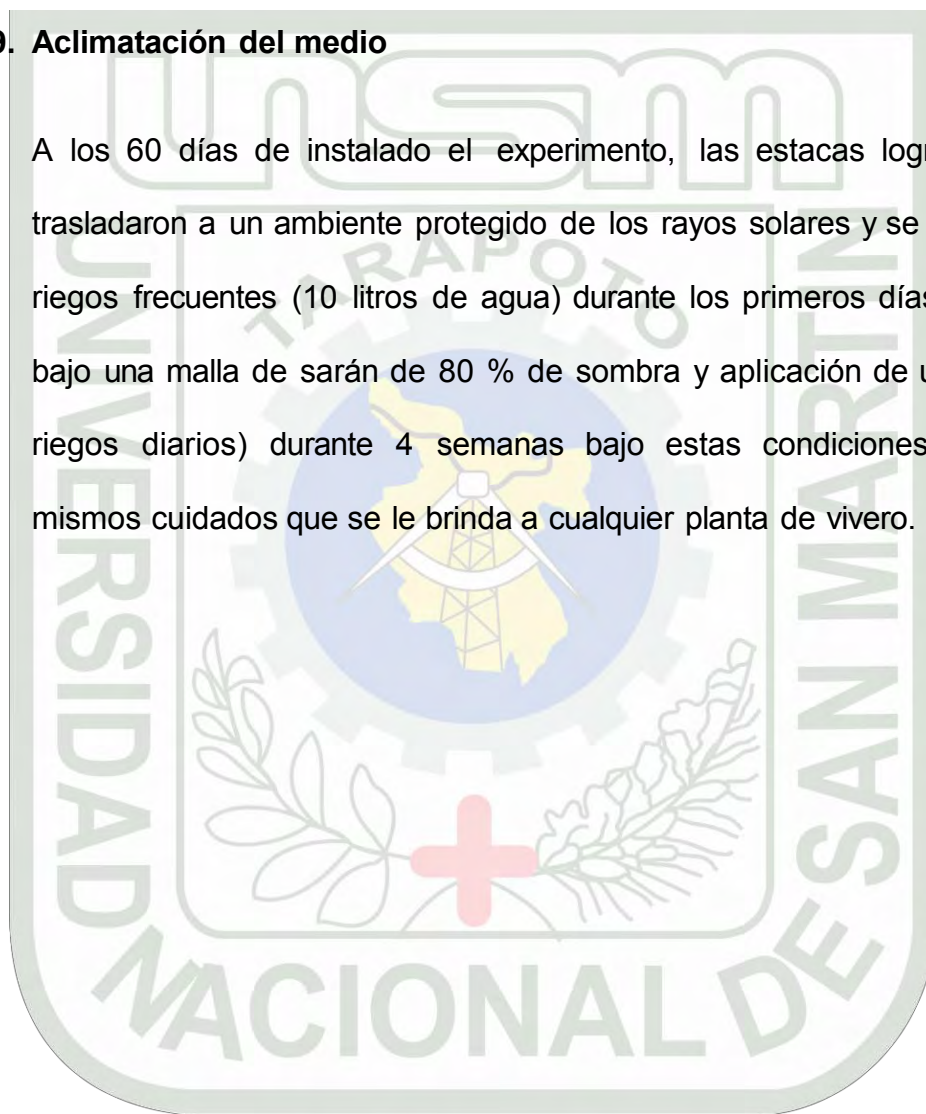 9. Aclimatación del medio
A los 60 días de instalado el experimento, las estacas
trasladaron a un ambiente protegido de los rayos solares y se
riegos frecuentes (10 litros de agua) durante los primeros días
bajo una malla de sarán de 80 % de sombra y aplicación de
riegos diarios) durante 4 semanas bajo estas condiciones
mismos cuidados que se le brinda a cualquier planta de vivero.
unsm
TARAPOTO
UNIVERSIDAD
NACIONAL DE
SAN MARTIN